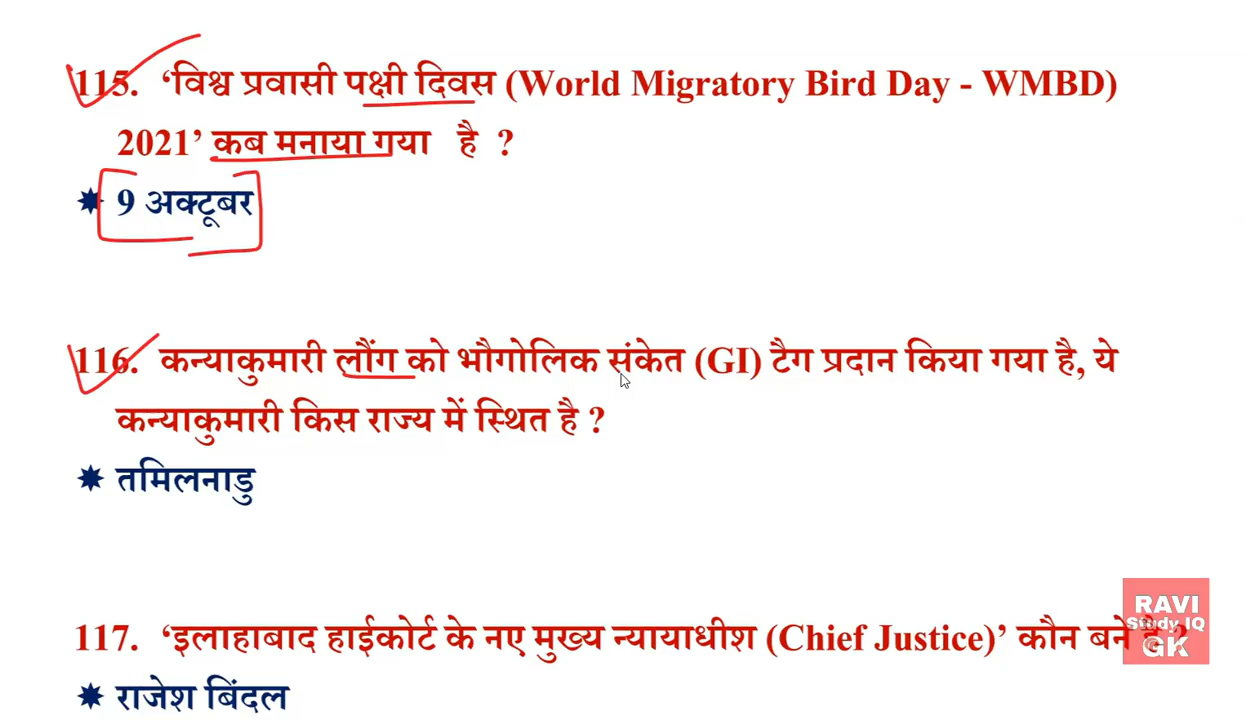 115. ‘विश्व प्रवासी पक्षी दिवस (World Migratory Bird Day - WMBD)
2021’ कब मनाया गया है ?
9 अक्टूबर
116. कन्याकुमारी लौंग को भौगोलिक संकेत (GI) टैग प्रदान किया गया है, ये
कन्याकुमारी किस राज्य में स्थित है ?
तमिलनाडु
117. ‘इलाहाबाद हाईकोर्ट के नए मुख्य न्यायाधीश (Chief Justice)’ कौन बने है ?
राजेश बिंदल
RAVI
Study IQ
GK